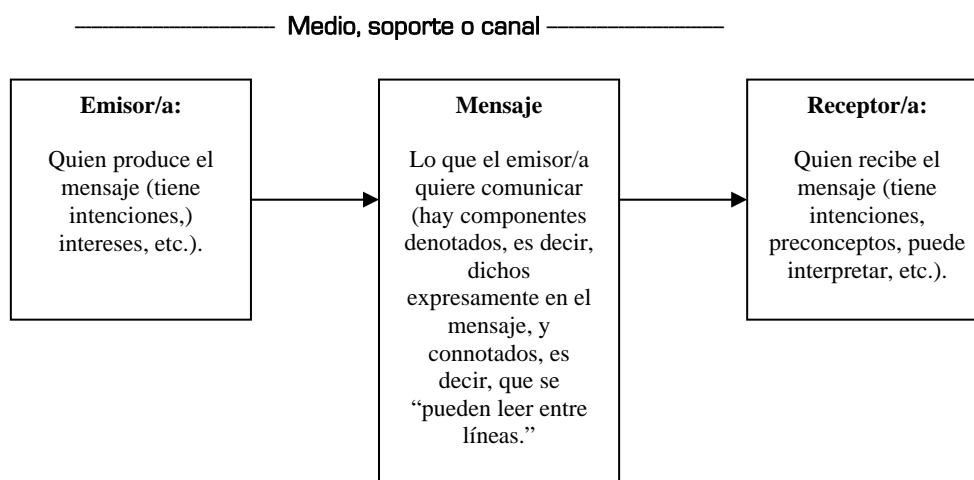 Medio, soporte o canal
Emisor/a:
Quien produce el
mensaje (tiene
intenciones,)
intereses, etc.).
Mensaje
Lo que el emisor/a
quiere comunicar
(hay componentes
denotados, es decir,
dichos
expresamente en el
mensaje, y
connotados, es
decir, que se
“pueden leer entre
líneas.”
Receptor/a:
Quien recibe el
mensaje (tiene
intenciones,
preconceptos, puede
interpretar, etc.).